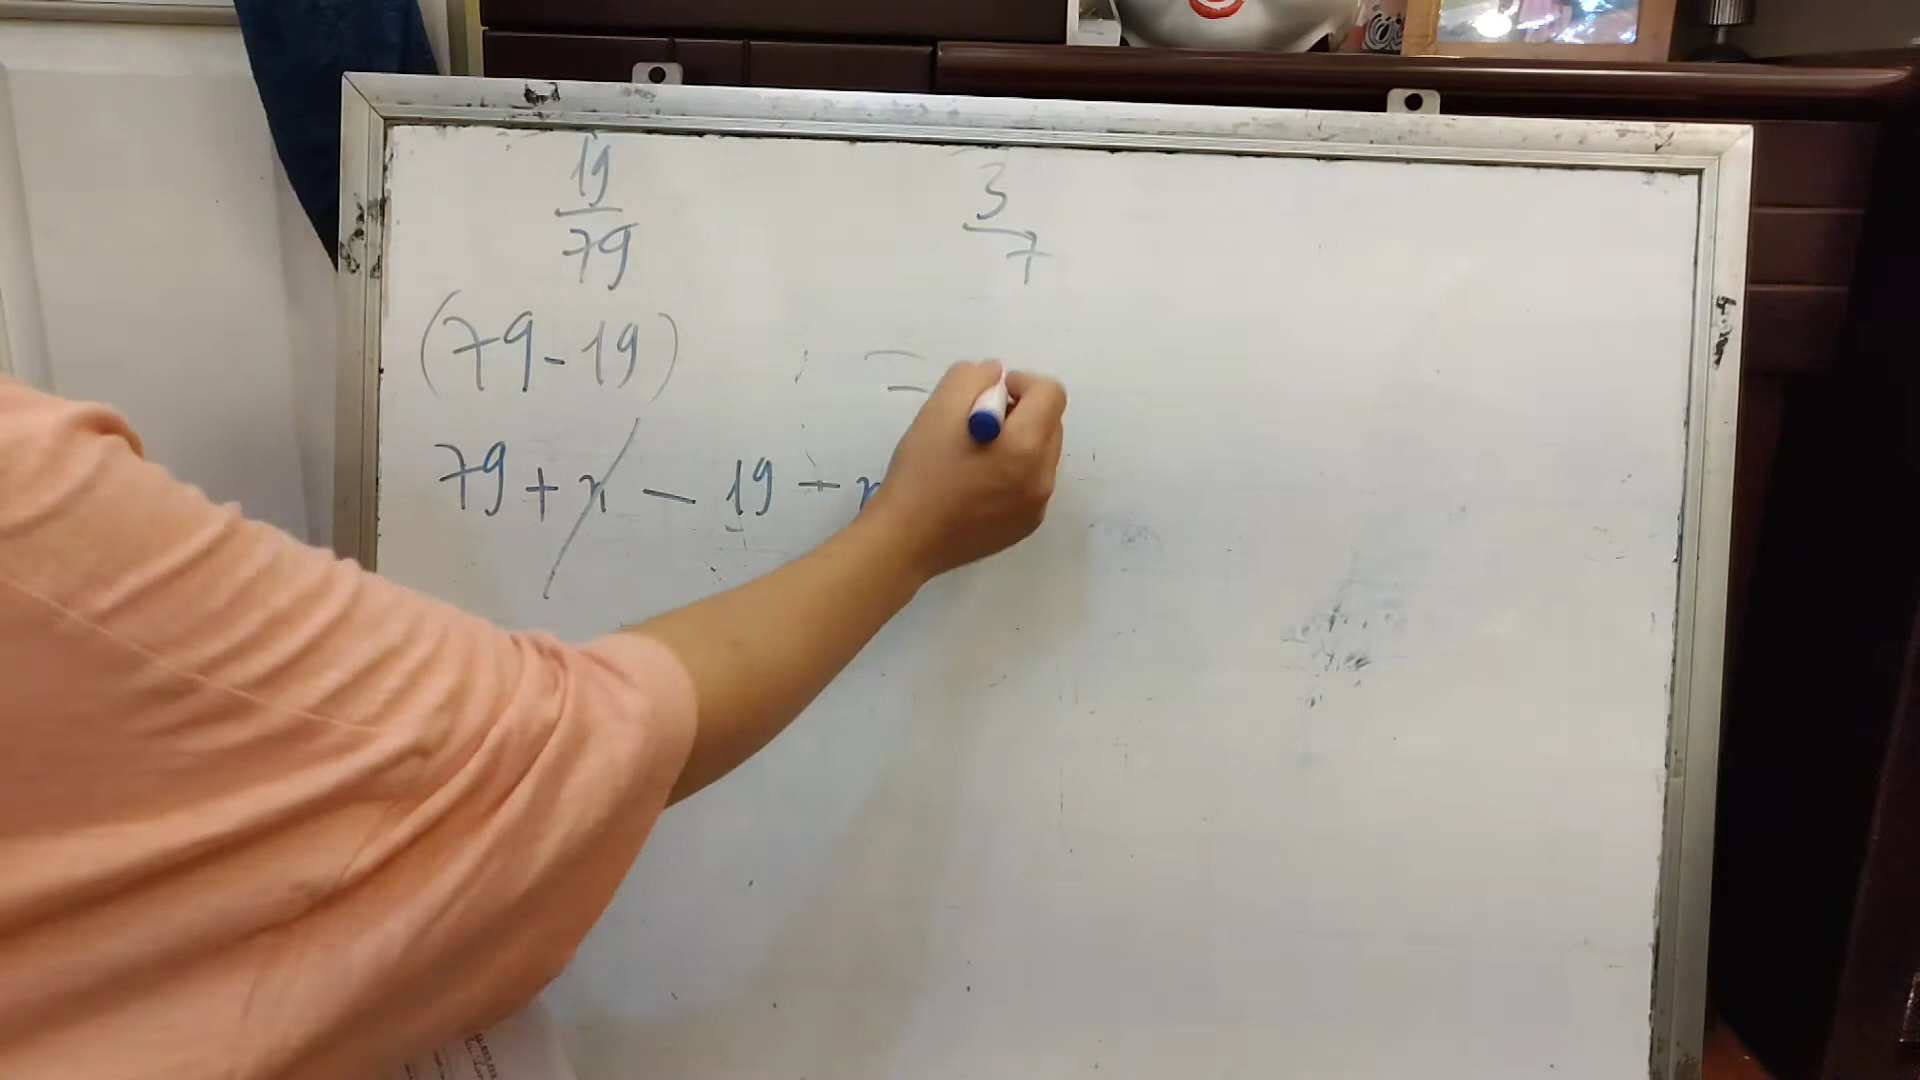 19/79 3/7
(79-19) =
79 + x - 19 - x